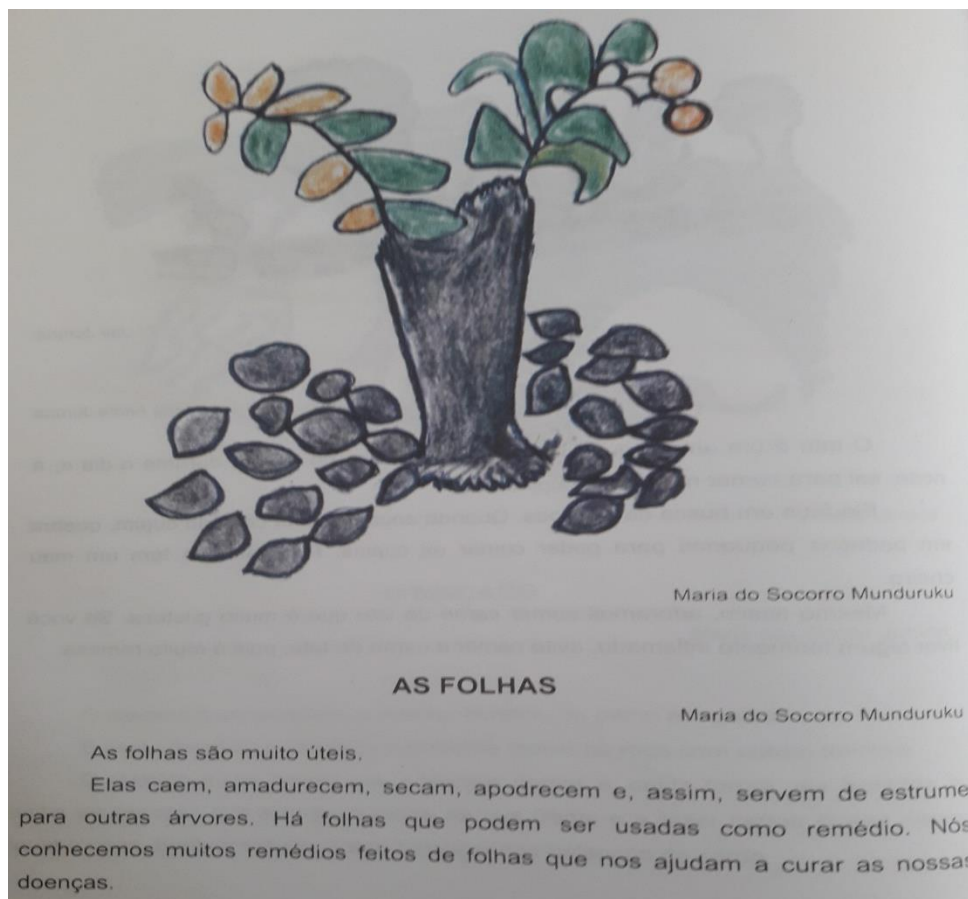 Maria do Socorro Munduruku
AS FOLHAS
Maria do Socorro Munduruku
As folhas são muito úteis.
Elas caem, amadurecem, secam, apodrecem e, assim, servem de estrume
para outras árvores. Há folhas que podem ser usadas como remédio. Nós
conhecemos muitos remédios feitos de folhas que nos ajudam a curar as nossas
doenças.